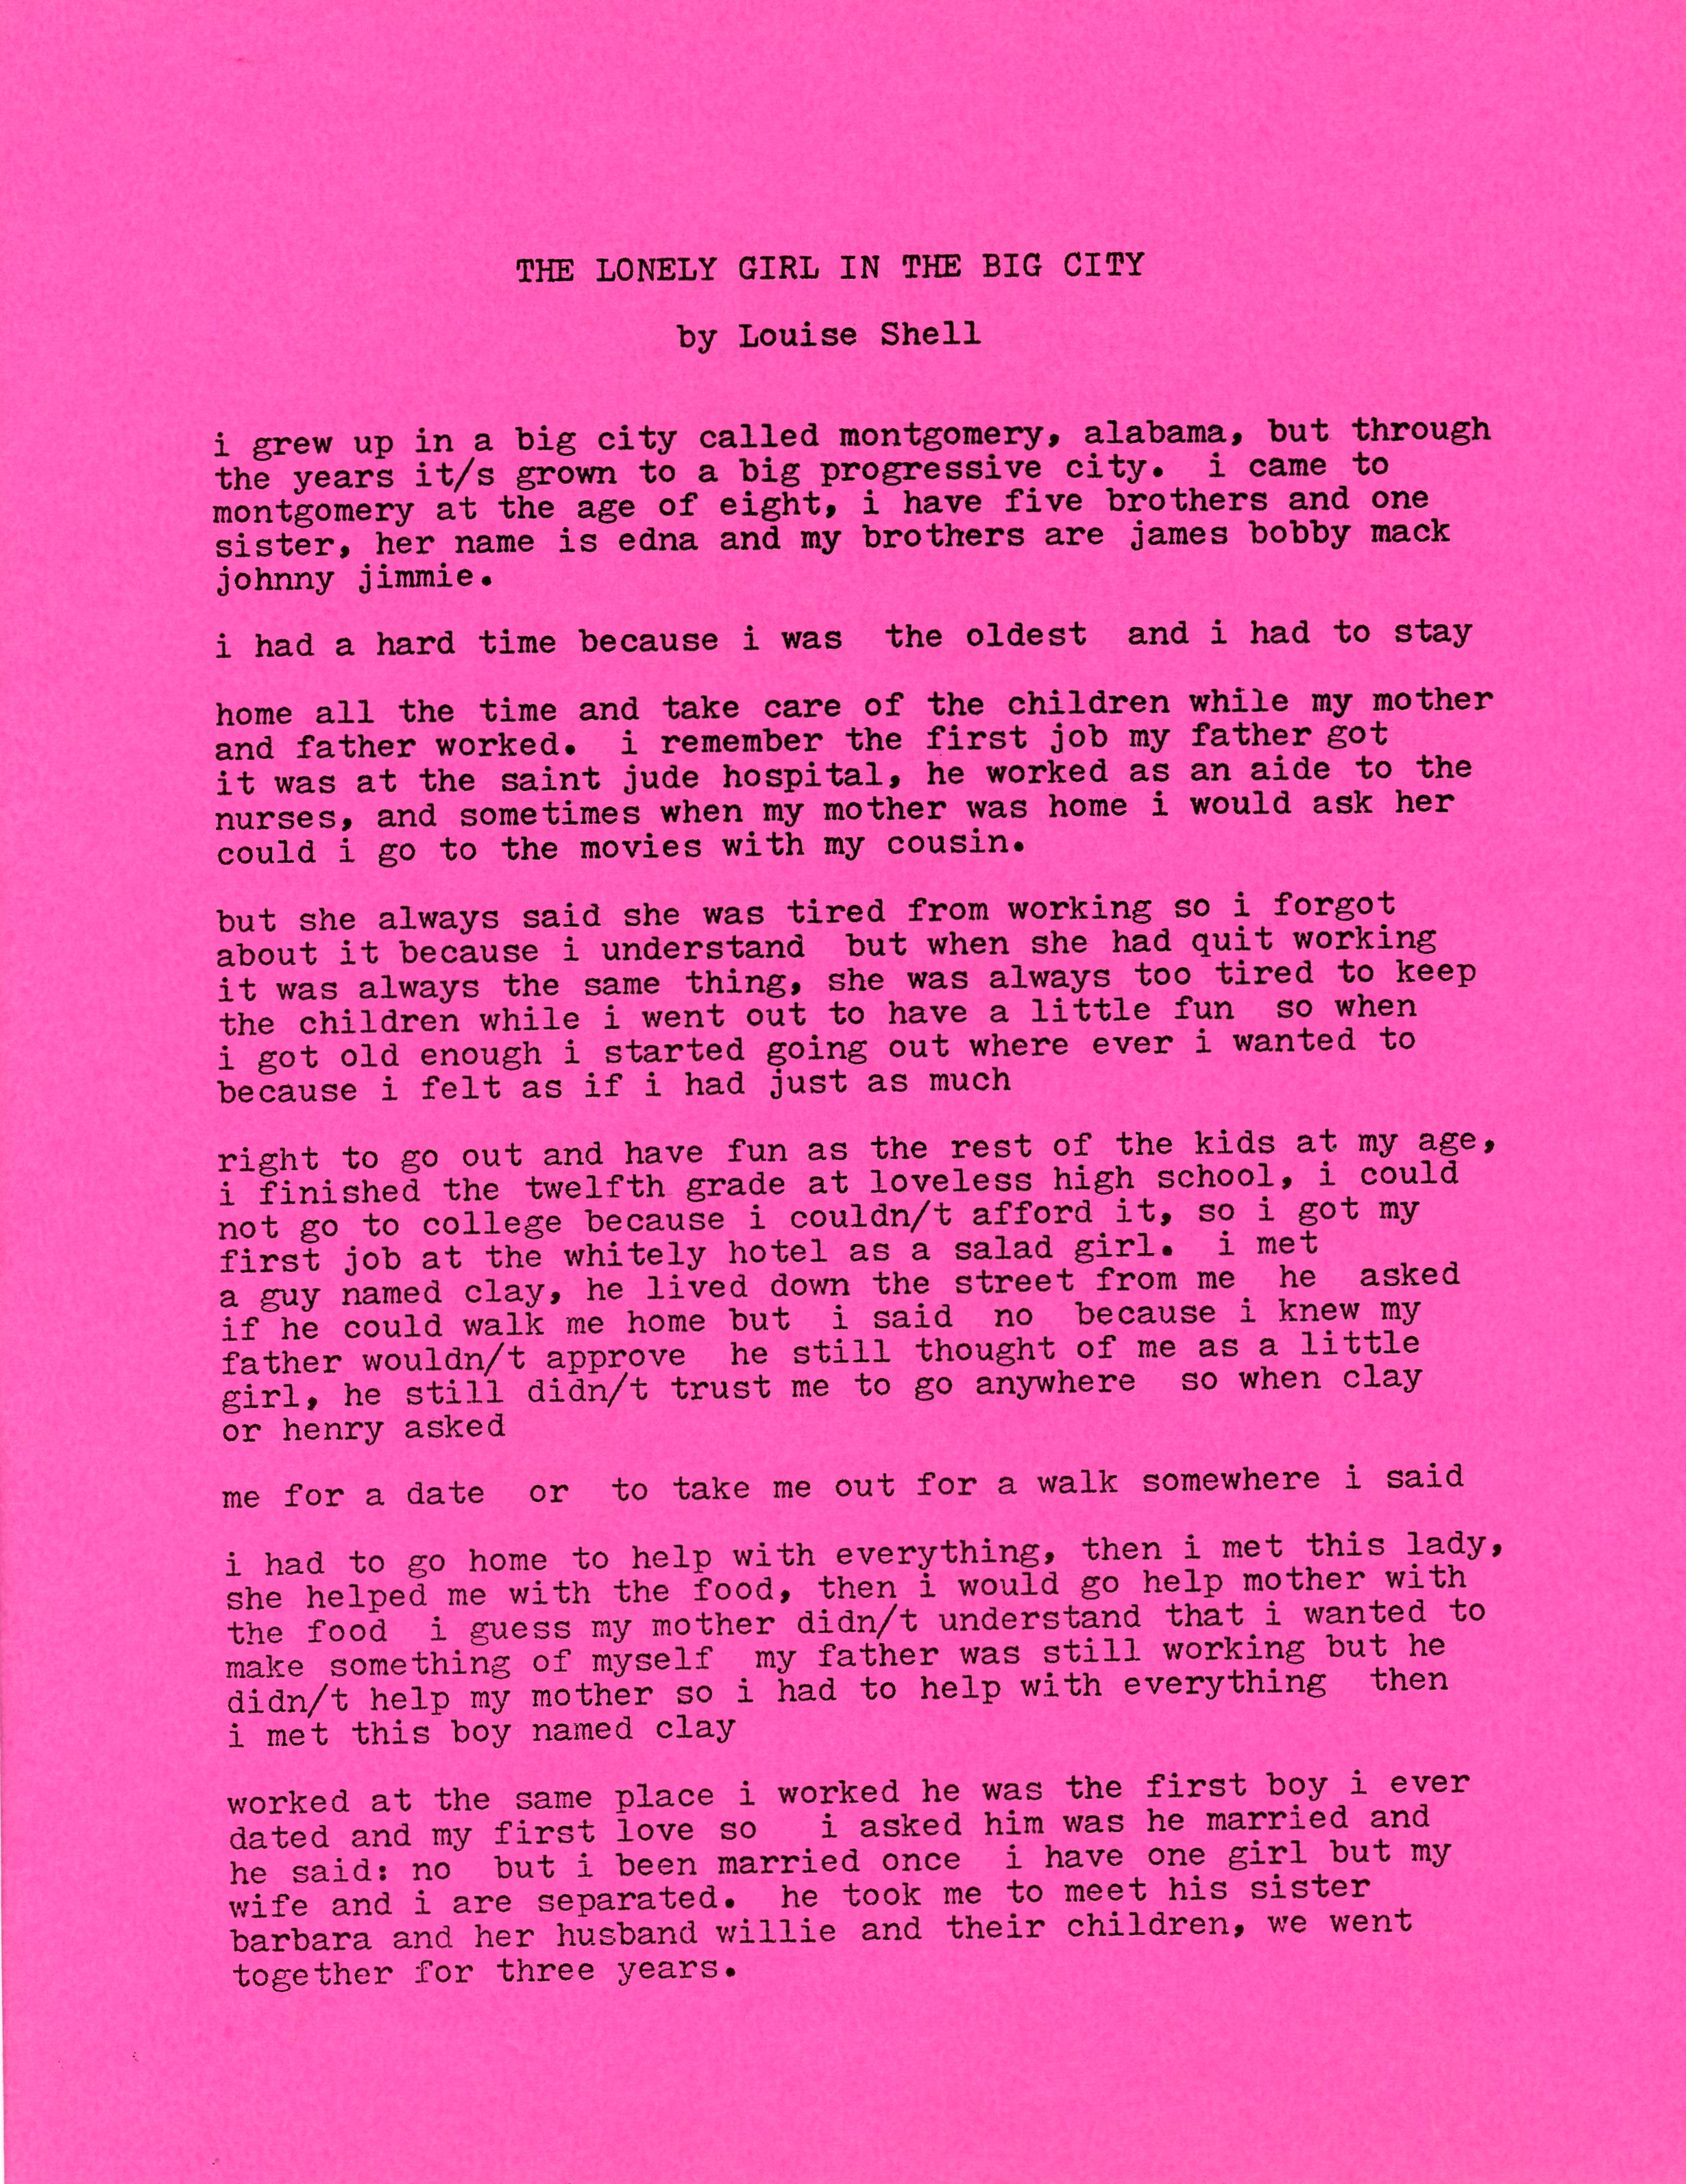 THE LONELY GIRL IN THE BIG CITY
by Louise Shell
i grew up in a big city called montgomery, alabama, but through
the years it/s grown to a big progressive city.  i came to
montgomery at the age of eight, i have five brothers and one
sister, her name is edna and my brothers are james bobby mack
johnny jimmie.
i had a hard time because i was  the oldest  and i had to stay
home all the time and take care of the children while my mother
and father worked.  i remember the first job my father got
it was at the saint jude hospital, he worked as an aide to the
nurses, and sometimes when my mother was home i would ask her
could i go to the movies with my cousin.
but she always said she was tired from working so i forgot
about it because i understand  but when she had quit working
it was always the same thing, she was always too tired to keep
the children while i went out to have a little fun  so when
i got old enough i started going out where ever i wanted to
because i felt as if i had just as much
right to go out and have fun as the rest of the kids at my age,
i finished the twelfth grade at loveless high school, i could
not go to college because i couldn/t afford it, so i got my
first job at the whitely hotel as a salad girl.  i met
a guy named clay, he lived down the street from me  he  asked
if he could walk me home but  i said  no  because i knew my
father wouldn/t approve  he still thought of me as a little
girl, he still didn/t trust me to go anywhere  so when clay
or henry asked
me for a date  or  to take me out for a walk somewhere i said
i had to go home to help with everything, then i met this lady,
she helped me with the food, then i would go help mother with
the food  i guess my mother didn/t understand that i wanted to
make something of myself  my father was still working but he
didn/t help my mother so i had to help with everything  then
i met this boy named clay
worked at the same place i worked he was the first boy i ever
dated and my first love so   i asked him was he married and
he said: no  but i been married once  i have one girl but my
wife and i are separated.  he took me to meet his sister
barbara and her husband willie and their children, we went
together for three years.